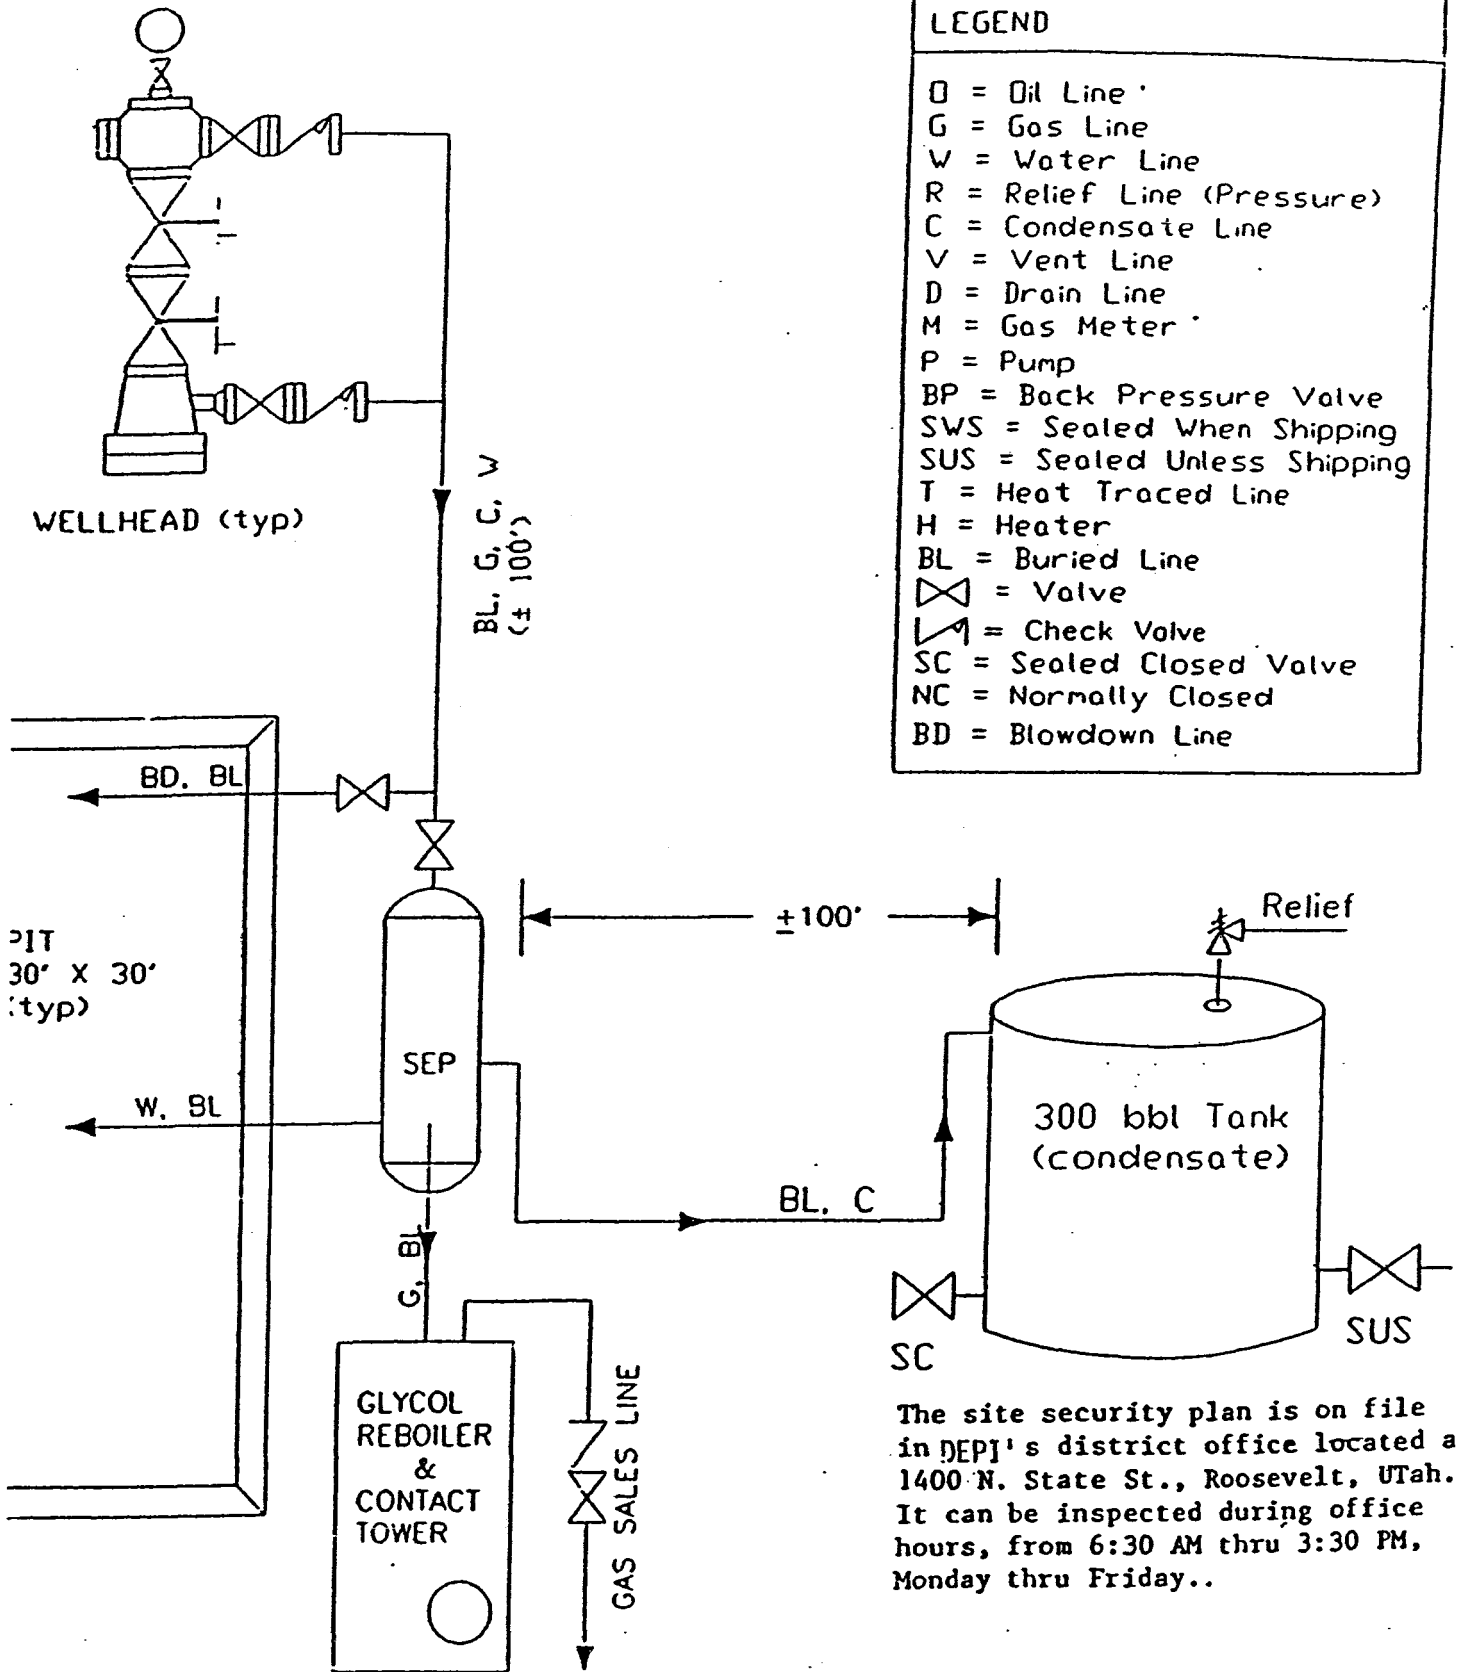 LEGEND
O = Oil Line
G = Gas Line
W = Water Line
R = Relief Line (Pressure)
C = Condensate Line
V = Vent Line
D = Drain Line
M = Gas Meter
P = Pump
BP = Back Pressure Valve
SWS = Sealed When Shipping
SUS = Sealed Unless Shipping
T = Heat Traced Line
H = Heater
BL = Buried Line
= Valve
= Check Valve
SC = Sealed Closed Valve
NC = Normally Closed
BD = Blowdown Line
WELLHEAD (typ)
BL, G, C, W
(± 100')
BD, BL
PIT
30' X 30'
(typ)
SEP
±100'
Relief
W, BL
300 bbl Tank
(condensate)
BL, C
G, BL
SC
SUS
GLYCOL
REBOILER
&
CONTACT
TOWER
GAS SALES LINE
The site security plan is on file
in DEPI's district office located a
1400 N. State St., Roosevelt, UTah.
It can be inspected during office
hours, from 6:30 AM thru 3:30 PM,
Monday thru Friday..